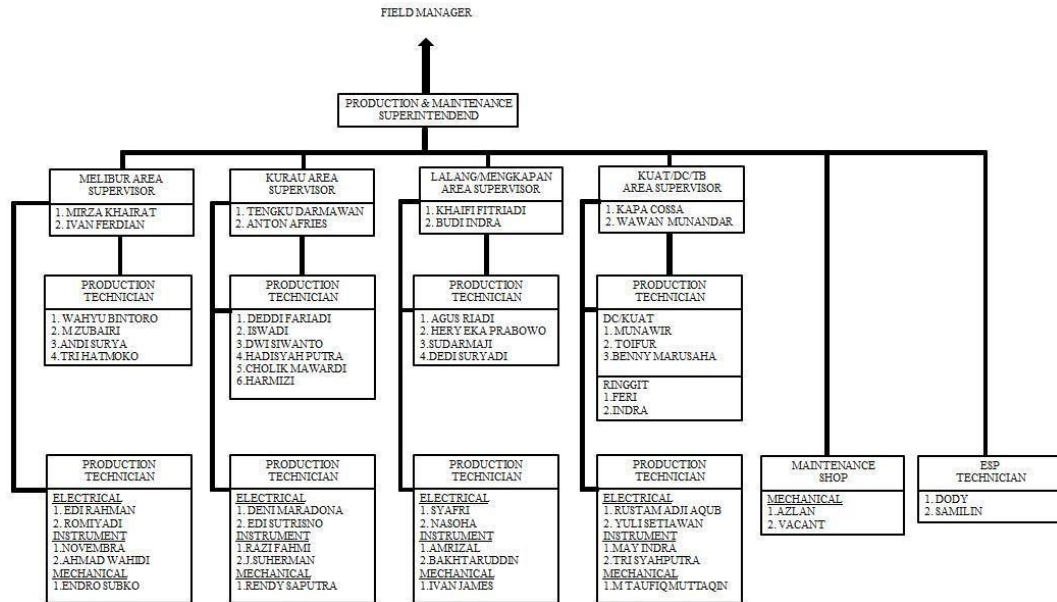 FIELD MANAGER
PRODUCTION & MAINTENANCE
SUPERINTENDEND
MELIBUR AREA
SUPERVISOR
1. MIRZA KHAIRAT
2. IVAN FERDIAN
KURAU AREA
SUPERVISOR
1. TENGKU DARMAWAN
2. ANTON AFRIES
LALANG/MENGKAPAN
AREA SUPERVISOR
1. KHAIFI FITRIADI
2. BUDI INDRA
KUAT/DC/TB
AREA SUPERVISOR
1. KAPA COSSA
2. WAWAN MUNANDAR
PRODUCTION
TECHNICIAN
1. WAHYU BINTORO
2. M ZUBAIRI
3.ANDI SURYA
4.TRI HATMOKO
PRODUCTION
TECHNICIAN
1. DEDDI FARIADI
2. ISWADI
3.DWI SIWANTO
4.HADISYAH PUTRA
5.CHOLIK MAWARDI
6.HARMIZI
PRODUCTION
TECHNICIAN
1. AGUS RIADI
2. HERY EKA PRABOWO
3.SUDARMAJI
4.DEDI SURYADI
PRODUCTION
TECHNICIAN
DC/KUAT
1. MUNAWIR
2. TOIFUR
3.BENNY MARUSAHA
RINGGIT
1.FERI
2.INDRA
PRODUCTION
TECHNICIAN
ELECTRICAL
1. EDI RAHMAN
2. ROMIYADI
INSTRUMENT
1.NOVEMBRA
2.AHMAD WAHIDI
MECHANICAL
1.ENDRO SUBKO
PRODUCTION
TECHNICIAN
ELECTRICAL
1. DENI MARADONA
2. EDI SUTRISNO
INSTRUMENT
1.RAZI FAHMI
2.J.SUHERMAN
MECHANICAL
1.RENDY SAPUTRA
PRODUCTION
TECHNICIAN
ELECTRICAL
1. SYAFRI
2. NASOHA
INSTRUMENT
1.AMRIZAL
2.BAKHTARUDDIN
MECHANICAL
1.IVAN JAMES
PRODUCTION
TECHNICIAN
ELECTRICAL
1.RUSTAM ADJI AQUB
2. YULI SETIAWAN
INSTRUMENT
1.MAY INDRA
2.TRI SYAHPUTRA
MECHANICAL
1.M TAUFIQ MUTTAQIN
MAINTENANCE
SHOP
MECHANICAL
1.AZLAN
2. VACANT
ESP
TECHNICIAN
1. DODY
2. SAMILIN